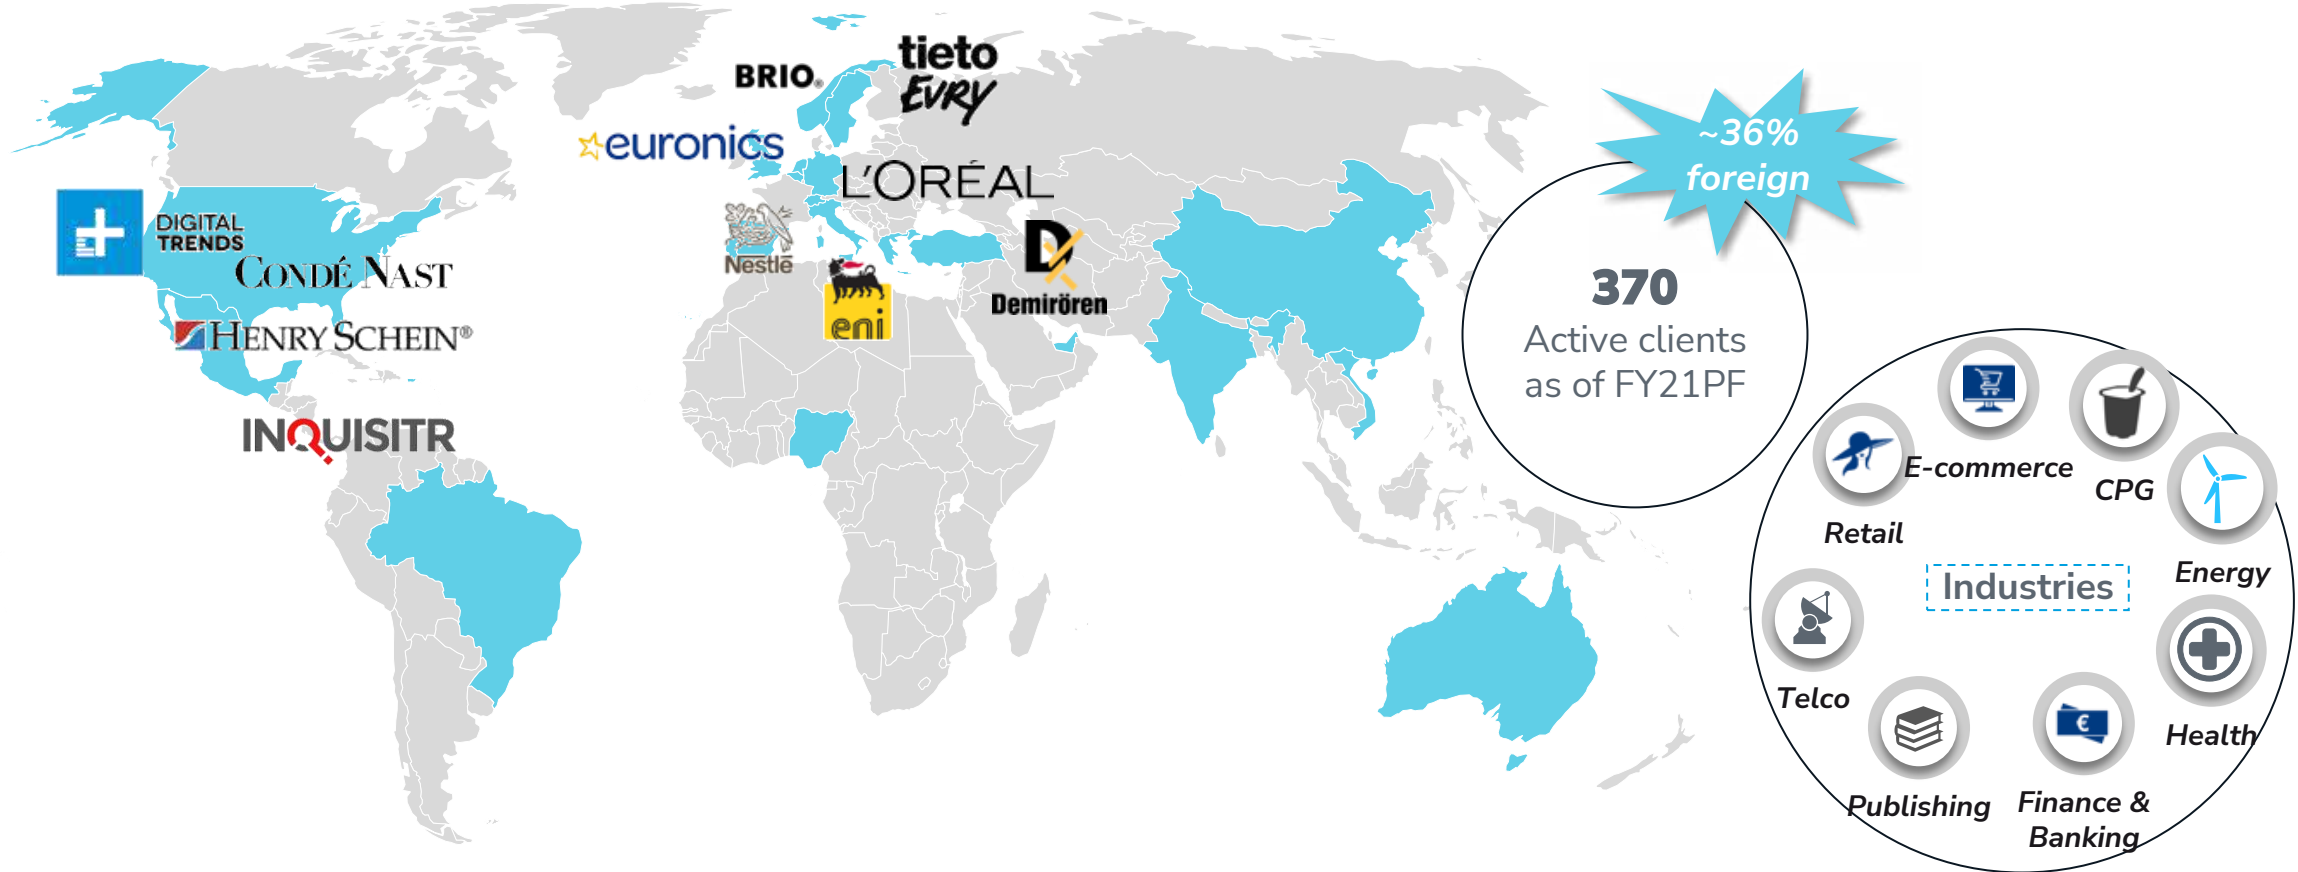 BRIO®
tieto
EVRY
euronics
L'ORÉAL
Nestlē
eni
D
Demirören
DIGITAL
TRENDS
CONDÉ NAST
HENRY SCHEIN®
INQUISITR
~36%
foreign
370
Active clients
as of FY21PF
E-commerce
CPG
Retail
Energy
Industries
Telco
Health
€
Publishing
Finance &
Banking